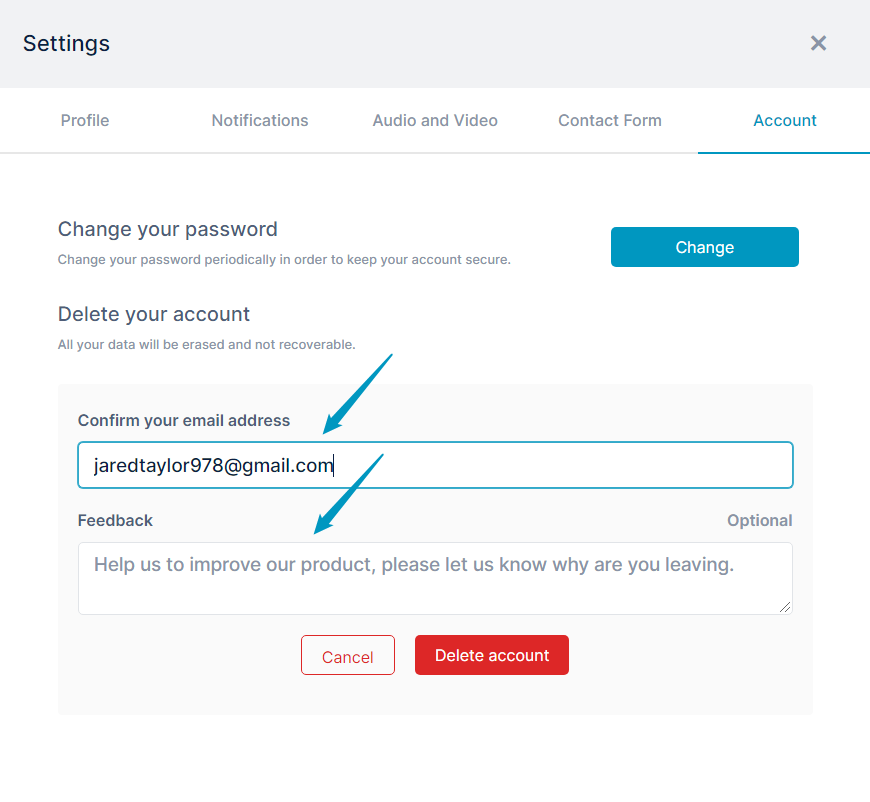 Settings
Profile Notifications Audio and Video Contact Form Account
Change your password
Change
Change your password periodically in order to keep your account secure.
Delete your account
All your data will be erased and not recoverable.
Confirm your email address
jaredtaylor978@gmail.com
Feedback Optional
Help us to improve our product, please let us know why are you leaving.
Cancel Delete account